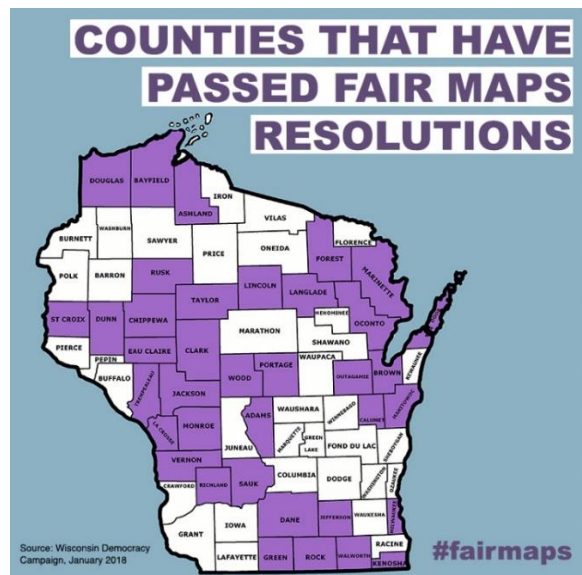 COUNTIES THAT HAVE
PASSED FAIR MAPS
RESOLUTIONS
DOUGLAS
BAYFIELD
ASHLAND
IRON
VILAS
BURNETT
WASHBURN
SAWYER
PRICE
ONEIDA
FLORENCE
FOREST
MARINETTE
POLK
BARRON
RUSK
LINCOLN
LANGLADE
TAYLOR
OCONTO
MENOMINEE
ST CROIX
DUNN
CHIPPEWA
MARATHON
SHAWANO
PIERCE
PEPIN
EAU CLAIRE
CLARK
WAUPACA
BUFFALO
TREMPEALEAU
JACKSON
WOOD
PORTAGE
OUTAGAMIE
BROWN
KEWAUNEE
LA CROSSE
MONROE
JUNEAU
ADAMS
WAUSHARA
WINNEBAGO
CALUMET
MANITOWOC
MARQUETTE
GREEN
LAKE
FOND DU LAC
SHEBOYGAN
VERNON
CRAWFORD
RICHLAND
SAUK
COLUMBIA
DODGE
WASHINGTON
OZAUKEE
GRANT
IOWA
DANE
JEFFERSON
WAUKESHA
LAFAYETTE
GREEN
ROCK
WALWORTH
RACINE
KENOSHA
Source: Wisconsin Democracy
Campaign, January 2018
#fairmaps